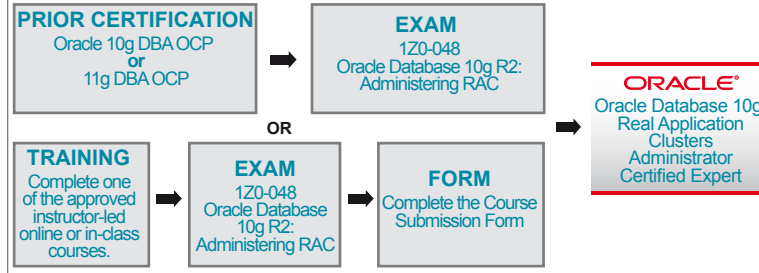 PRIOR CERTIFICATION
Oracle 10g DBA OCP
or
11g DBA OCP
EXAM
1Z0-048
Oracle Database 10g R2:
Administering RAC
OR
TRAINING
Complete one
of the approved
instructor-led
online or in-class
courses.
EXAM
1Z0-048
Oracle Database
10g R2:
Administering RAC
FORM
Complete the Course
Submission Form
ORACLE®
Oracle Database 10g
Real Application
Clusters
Administrator
Certified Expert